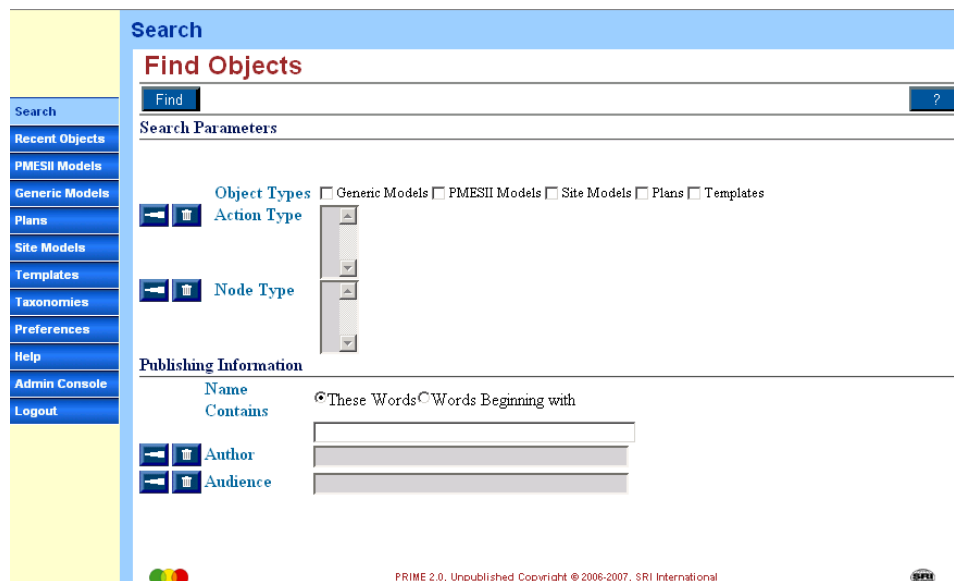 Search
Find Objects
Find
?
Search Parameters
Search
Recent Objects
PMESII Models
Generic Models
Plans
Site Models
Templates
Taxonomies
Preferences
Help
Admin Console
Logout
Object Types Generic Models PMESII Models Site Models Plans Templates
Action Type
Node Type
Publishing Information
Name
Contains
These Words Words Beginning with
Author
Audience
PRIME 2.0, Unpublished Copyright © 2006-2007, SRI International
SRI